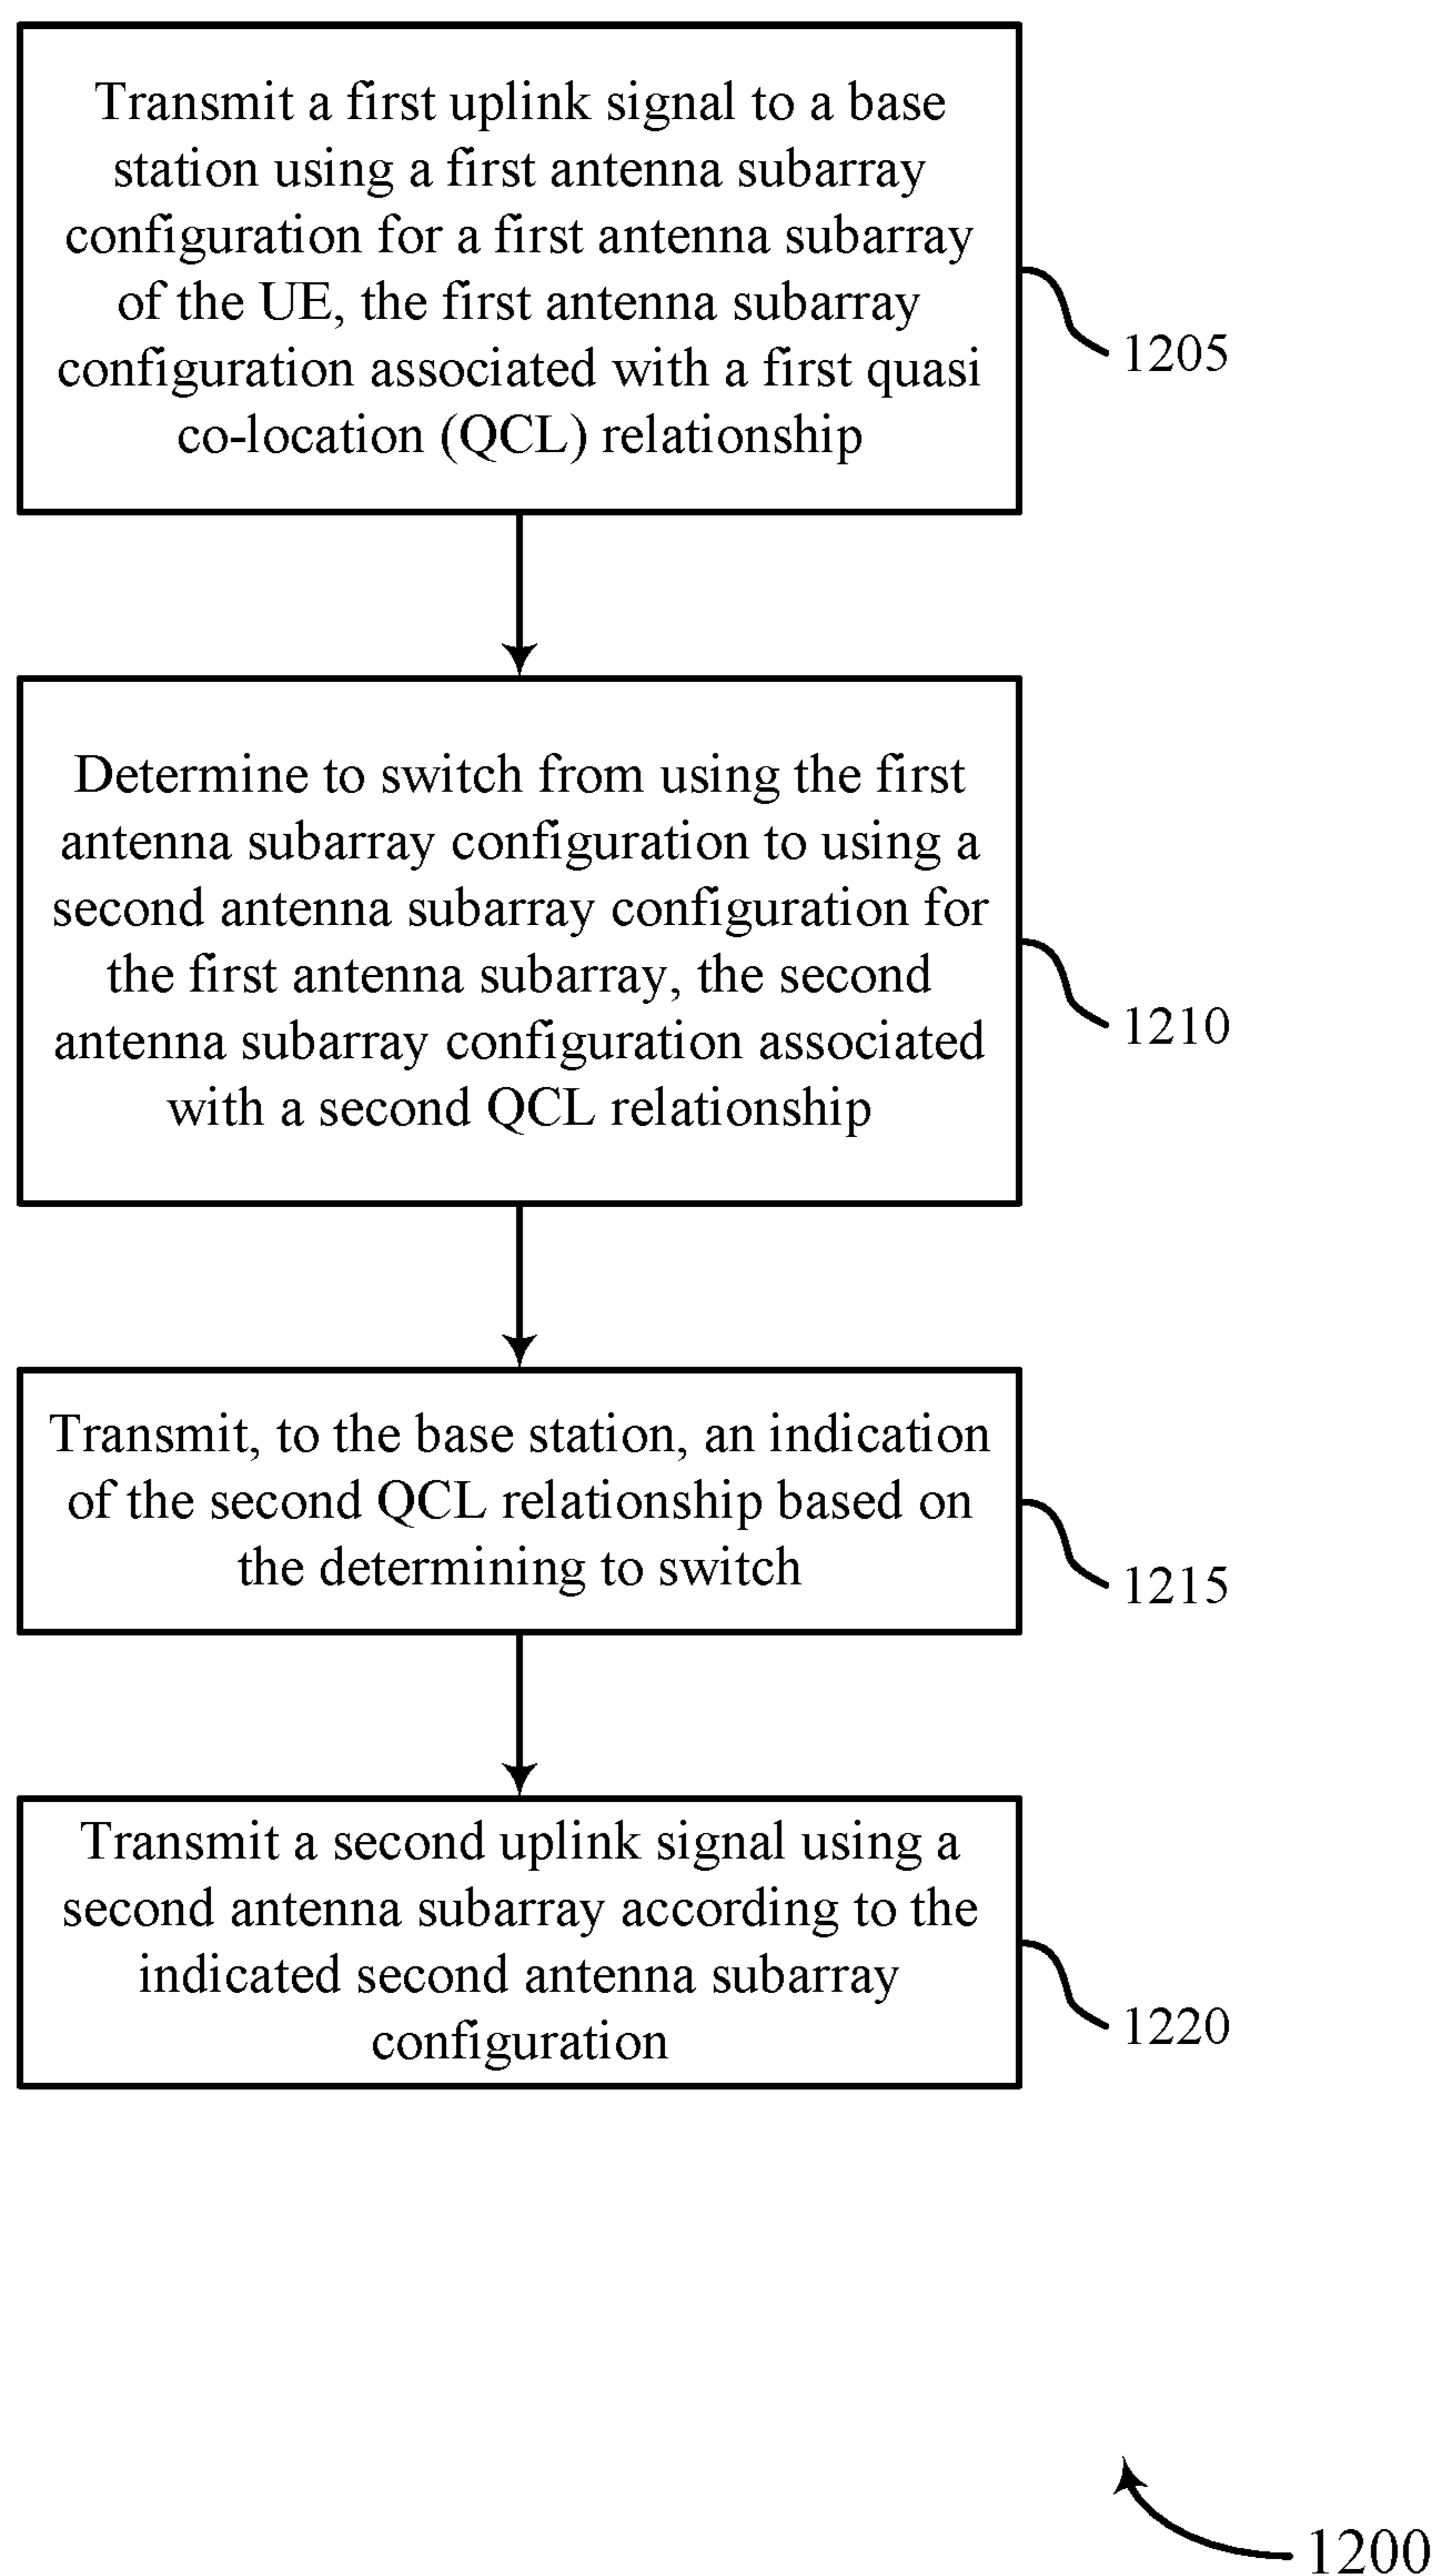 Transmit a first uplink signal to a base
station using a first antenna subarray
configuration for a first antenna subarray
of the UE, the first antenna subarray
configuration associated with a first quasi
co-location (QCL) relationship
1205
Determine to switch from using the first
antenna subarray configuration to using a
second antenna subarray configuration for
the first antenna subarray, the second
antenna subarray configuration associated
with a second QCL relationship
1210
Transmit, to the base station, an indication
of the second QCL relationship based on
the determining to switch
1215
Transmit a second uplink signal using a
second antenna subarray according to the
indicated second antenna subarray
configuration
1220
1200